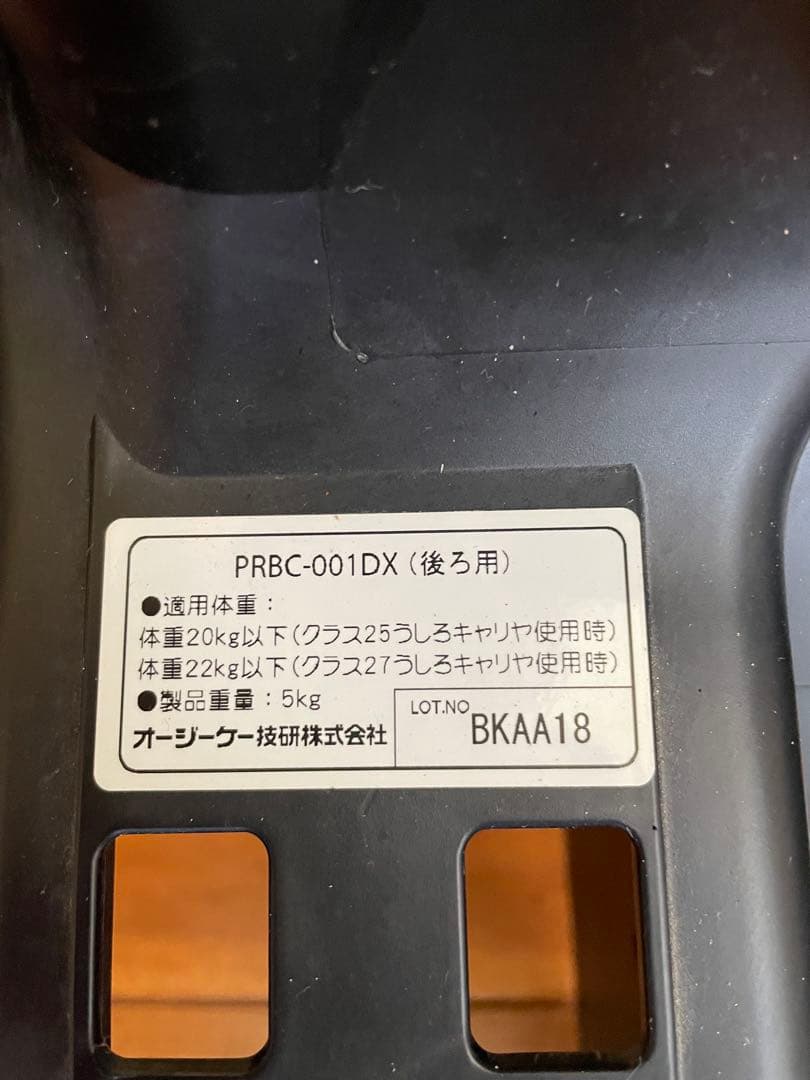 PRBC-001DX(後ろ用)
●適用体重:
体重20kg以下(クラス25うしろキャリヤ使用時)
体重22kg以下(クラス27うしろキャリヤ使用時)
●製品重量:5kg
オージーケー技研株式会社
LOT.NO BKAA18